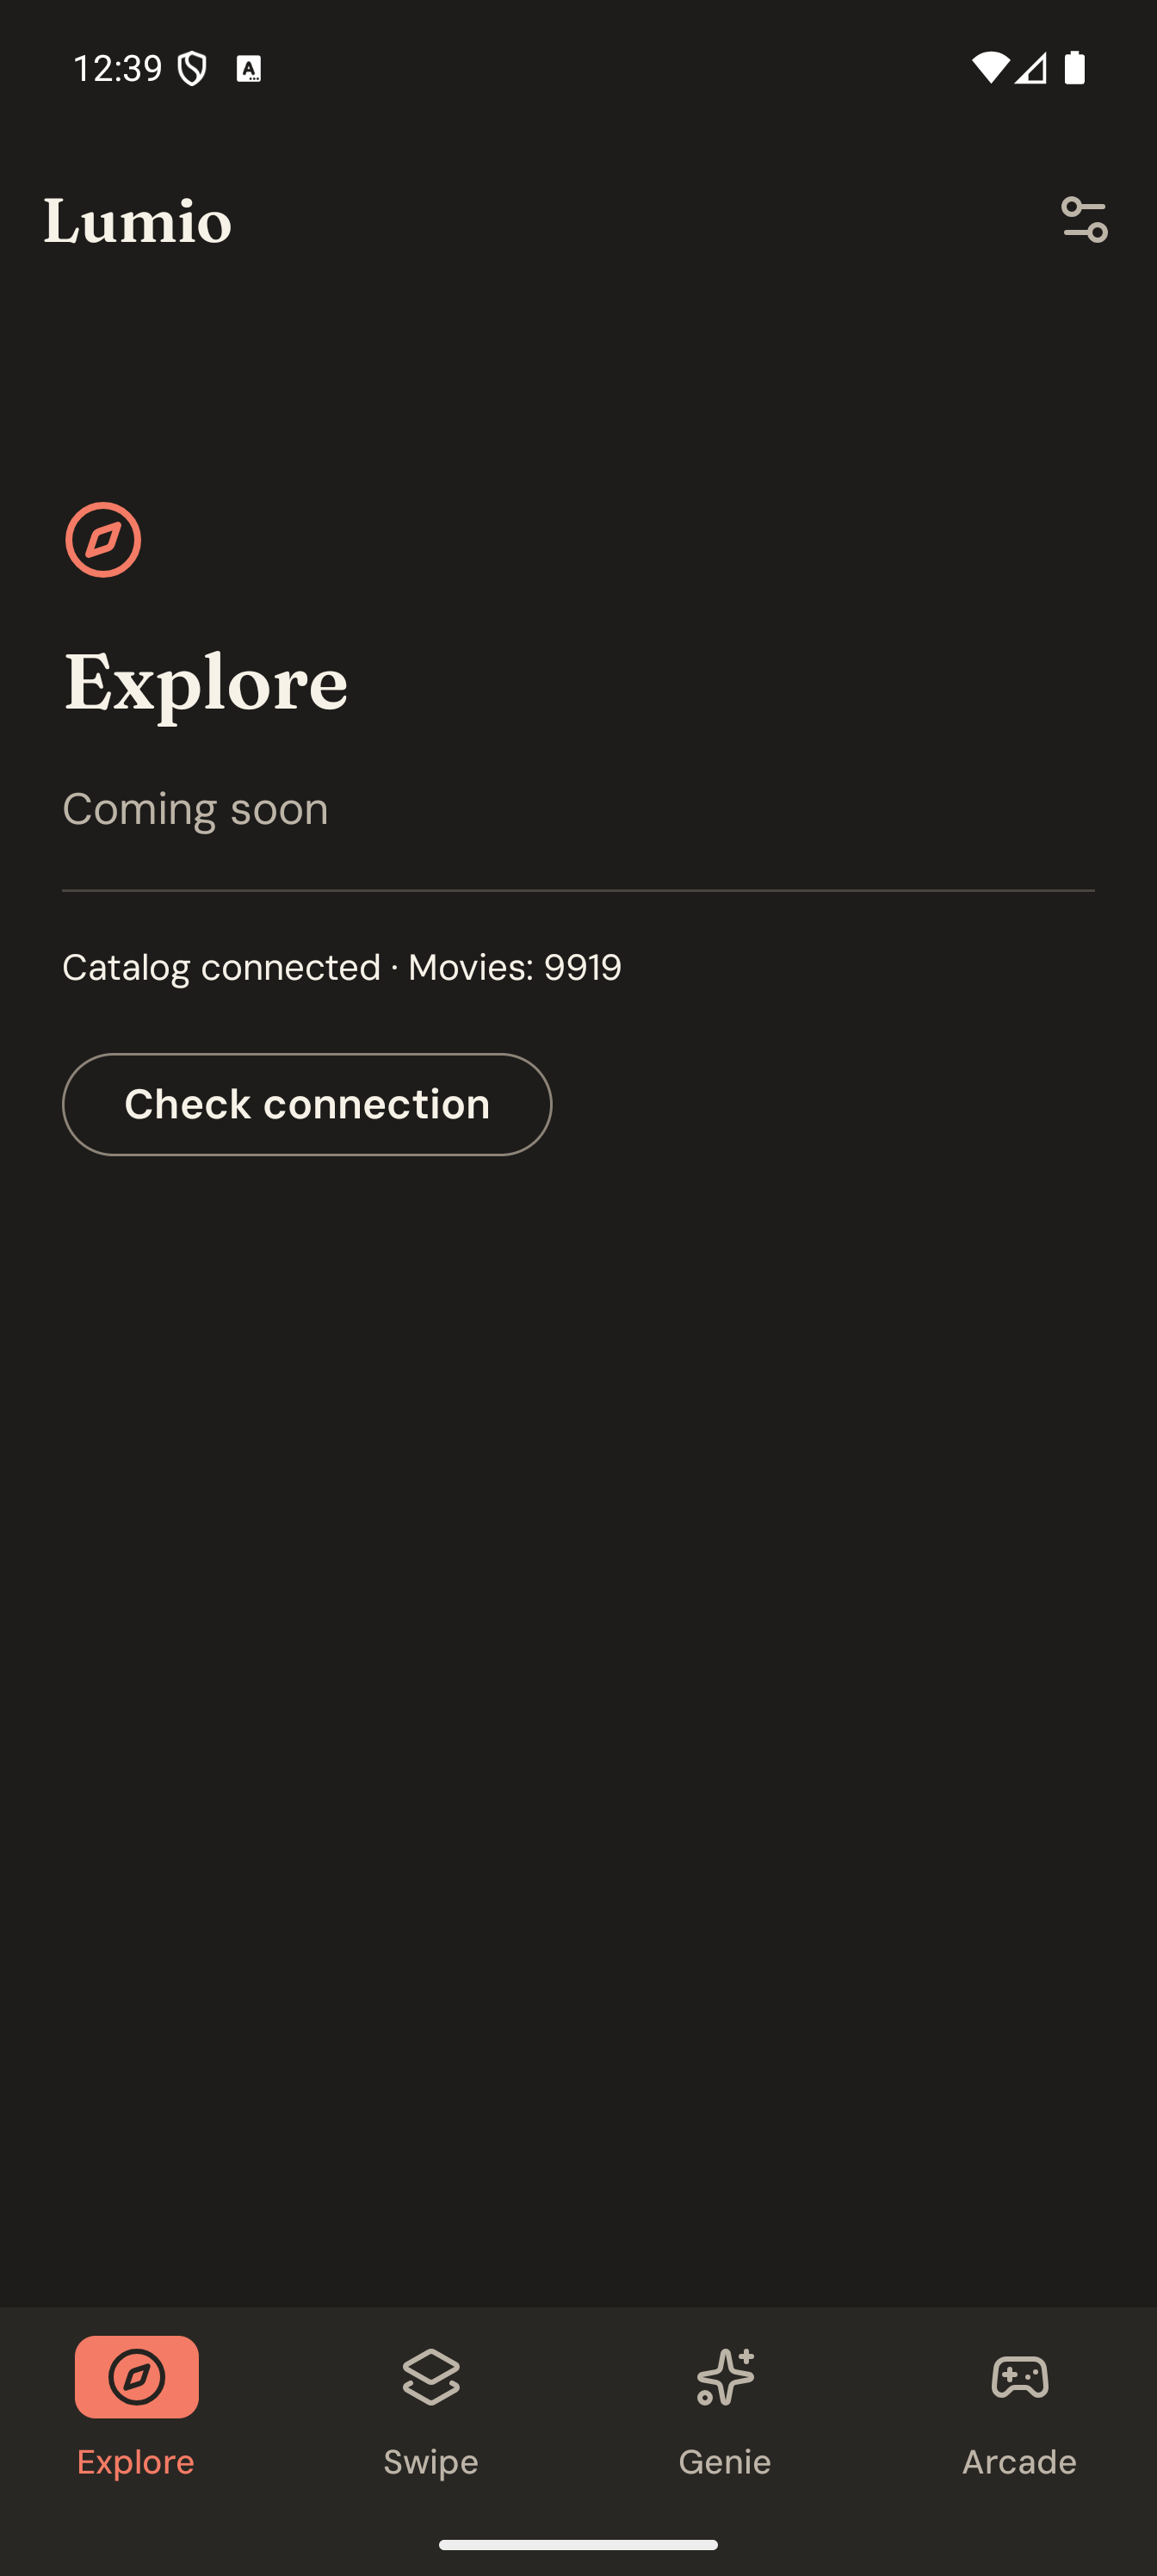 12:39
Lumio
Explore
Coming soon
Catalog connected · Movies: 9919
Check connection
Explore
Swipe
Genie
Arcade